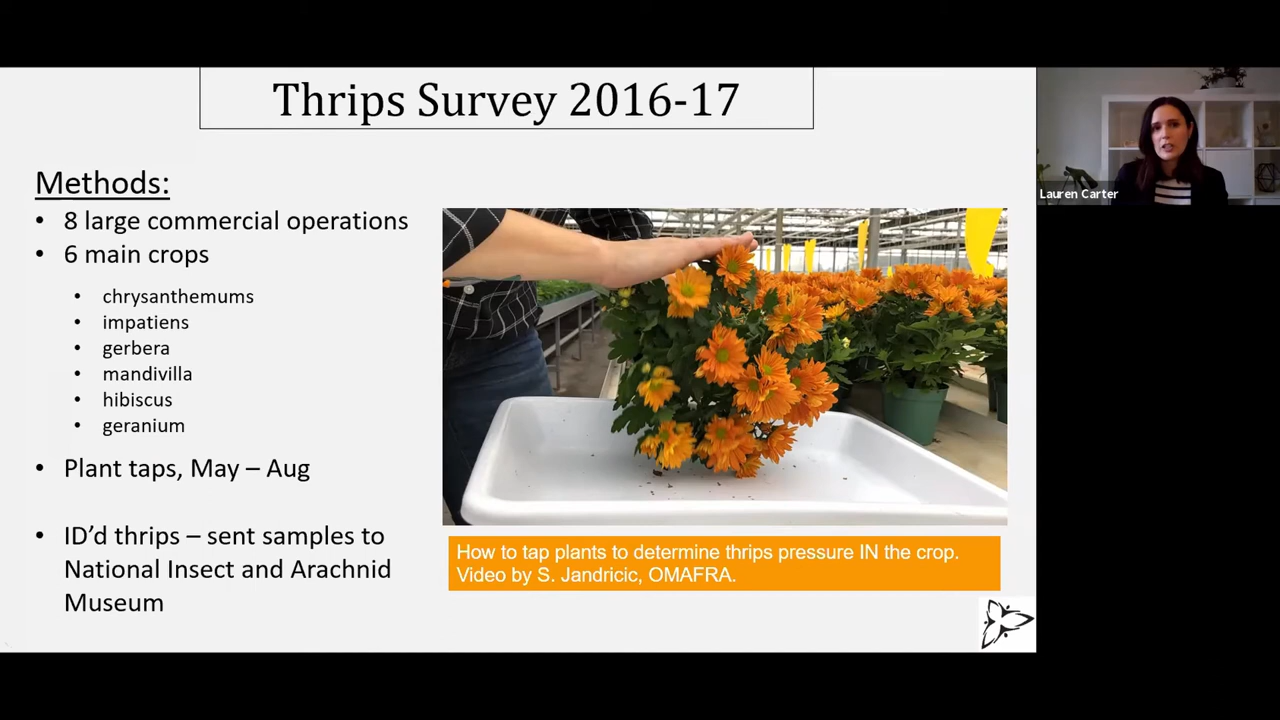 Thrips Survey 2016-17
Methods:
• 8 large commercial operations
• 6 main crops
• chrysanthemums
• impatiens
• gerbera
• mandivilla
• hibiscus
• geranium
• Plant taps, May – Aug
• ID’d thrips – sent samples to
National Insect and Arachnid
Museum
How to tap plants to determine thrips pressure IN the crop.
Video by S. Jandricic, OMAFRA.
Lauren Carter